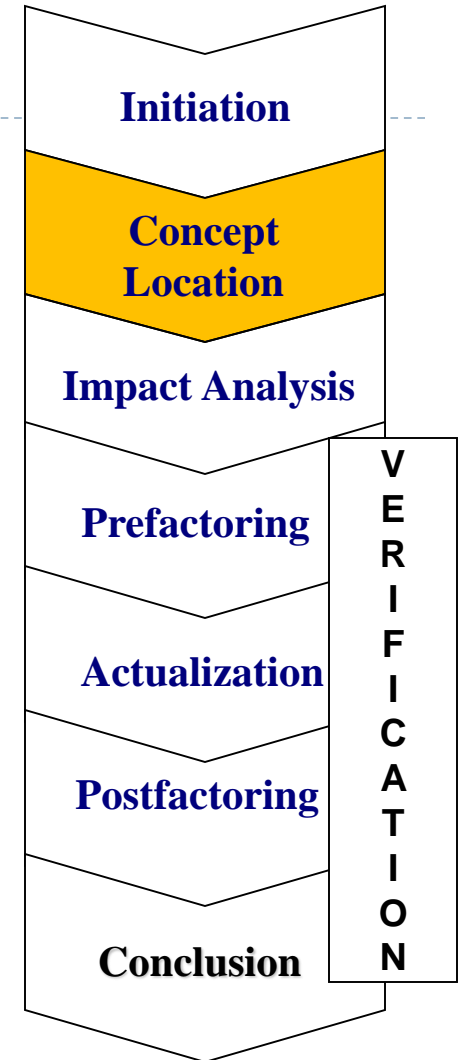 Initiation
Concept
Location
Impact Analysis
Prefactoring
Actualization
Postfactoring
Conclusion
V
E
R
I
F
I
C
A
T
I
O
N